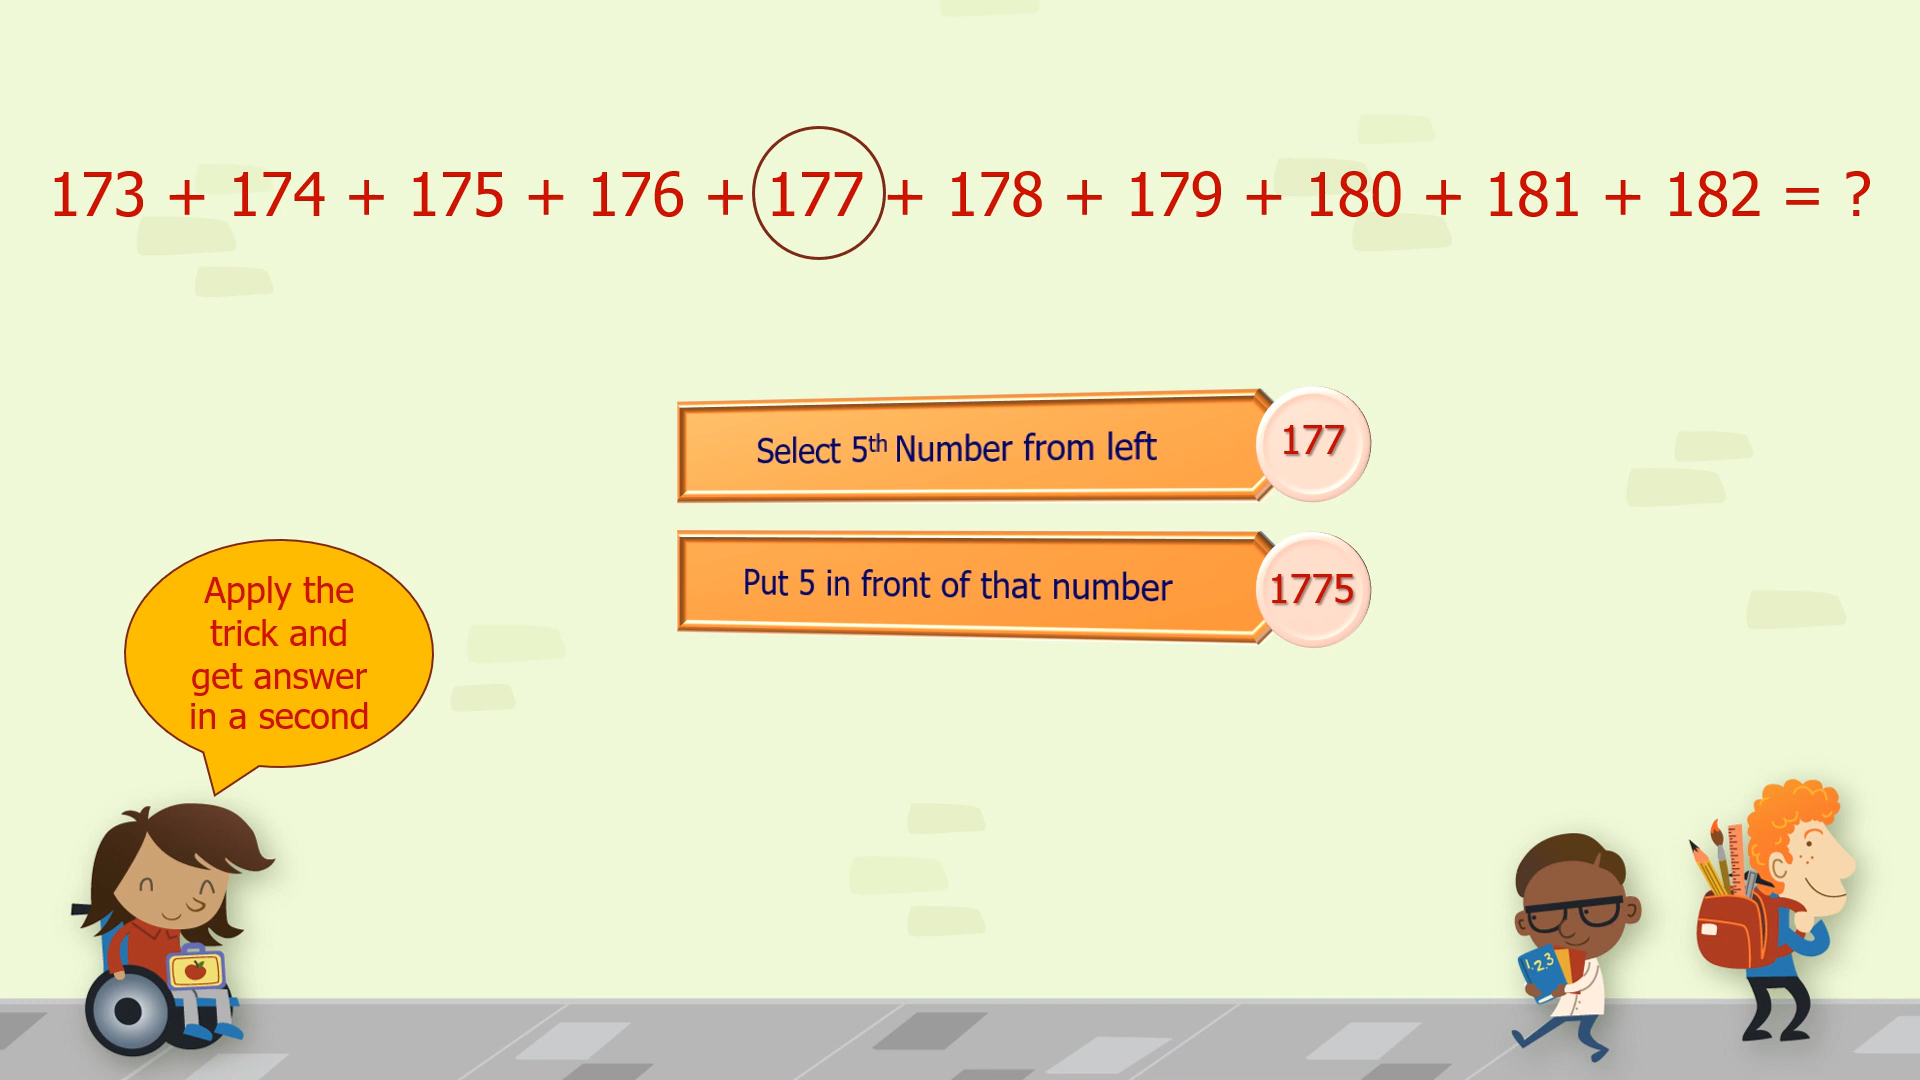 173 + 174 + 175 + 176 + 177 + 178 + 179 + 180 + 181 + 182 = ?
Select 5th Number from left
177
Put 5 in front of that number
1775
Apply the
trick and
get answer
in a second
1.2.3